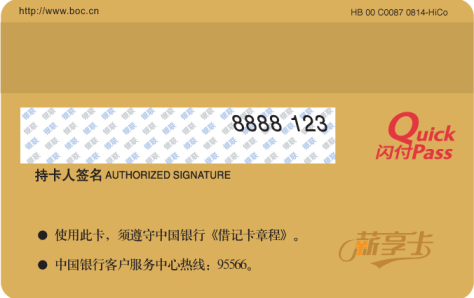 http://www.boc.cn
HB 00 C0087 0814-HiCo
8888 123
Quick
闪付Pass
持卡人签名 AUTHORIZED SIGNATURE
● 使用此卡，须遵守中国银行《借记卡章程》。
薪享卡
● 中国银行客户服务中心热线：95566。